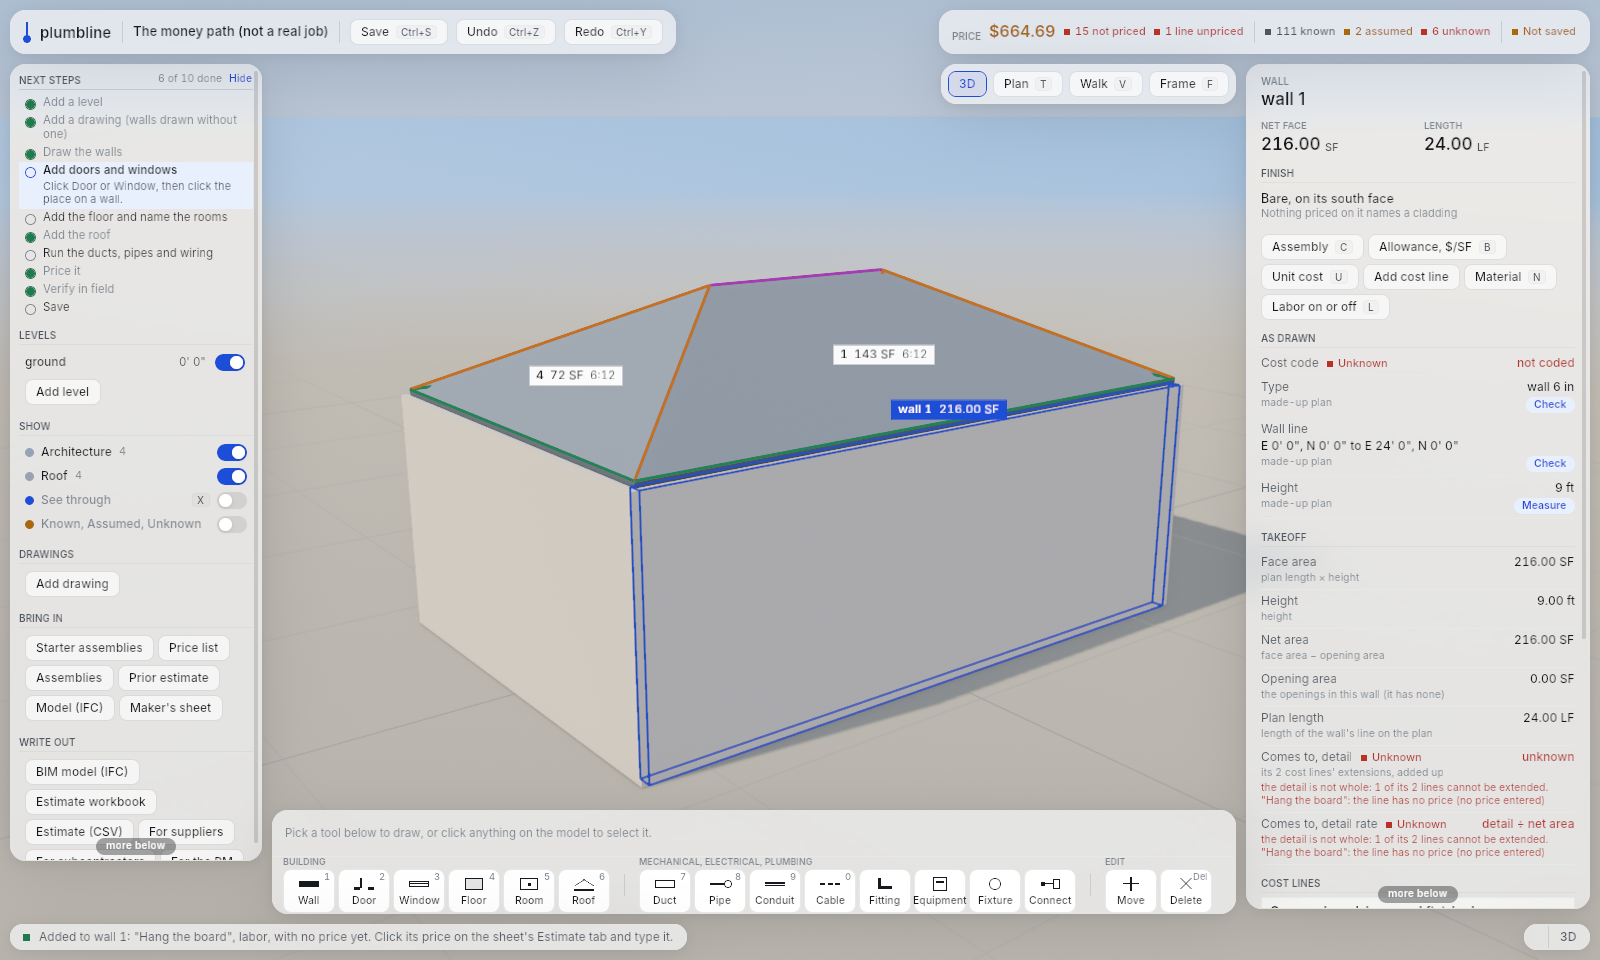 plumbline
The money path (not a real job)
Save Ctrl+S
Undo Ctrl+Z
Redo Ctrl+Y
PRICE $664.69 15 not priced 1 line unpriced 111 known 2 assumed 6 unknown Not saved
3D
Plan T
Walk V
Frame F
NEXT STEPS 6 of 10 done Hide
Add a level
Add a drawing (walls drawn without
one)
Draw the walls
Add doors and windows
Click Door or Window, then click the
place on a wall.
Add the floor and name the rooms
Add the roof
Run the ducts, pipes and wiring
Price it
Verify in field
Save
LEVELS
ground 0' 0"
Add level
SHOW
Architecture 4
Roof 4
See through X
Known, Assumed, Unknown
DRAWINGS
Add drawing
BRING IN
Starter assemblies Price list
Assemblies Prior estimate
Model (IFC) Maker's sheet
WRITE OUT
BIM model (IFC)
Estimate workbook
Estimate (CSV) For suppliers
more below
4 72 SF 6:12
1 143 SF 6:12
wall 1 216.00 SF
WALL
wall 1
NET FACE LENGTH
216.00 SF 24.00 LF
FINISH
Bare, on its south face
Nothing priced on it names a cladding
Assembly C Allowance, $/SF B
Unit cost U Add cost line Material N
Labor on or off L
AS DRAWN
Cost code Unknown not coded
Type wall 6 in
made-up plan Check
Wall line
E 0' 0", N 0' 0" to E 24' 0", N 0' 0"
made-up plan Check
Height 9 ft
made-up plan Measure
TAKEOFF
Face area 216.00 SF
plan length × height
Height 9.00 ft
height
Net area 216.00 SF
face area − opening area
Opening area 0.00 SF
the openings in this wall (it has none)
Plan length 24.00 LF
length of the wall's line on the plan
Comes to, detail Unknown unknown
its 2 cost lines' extensions, added up
the detail is not whole: 1 of its 2 lines cannot be extended.
"Hang the board": the line has no price (no price entered)
Comes to, detail rate Unknown detail ÷ net area
the detail is not whole: 1 of its 2 lines cannot be extended.
"Hang the board": the line has no price (no price entered)
COST LINES
more below
Pick a tool below to draw, or click anything on the model to select it.
BUILDING MECHANICAL, ELECTRICAL, PLUMBING EDIT
1 2 3 4 5 6 7 8 9 0 Del
Wall Door Window Floor Room Roof Duct Pipe Conduit Cable Fitting Equipment Fixture Connect Move Delete
Added to wall 1: "Hang the board", labor, with no price yet. Click its price on the sheet's Estimate tab and type it.
3D